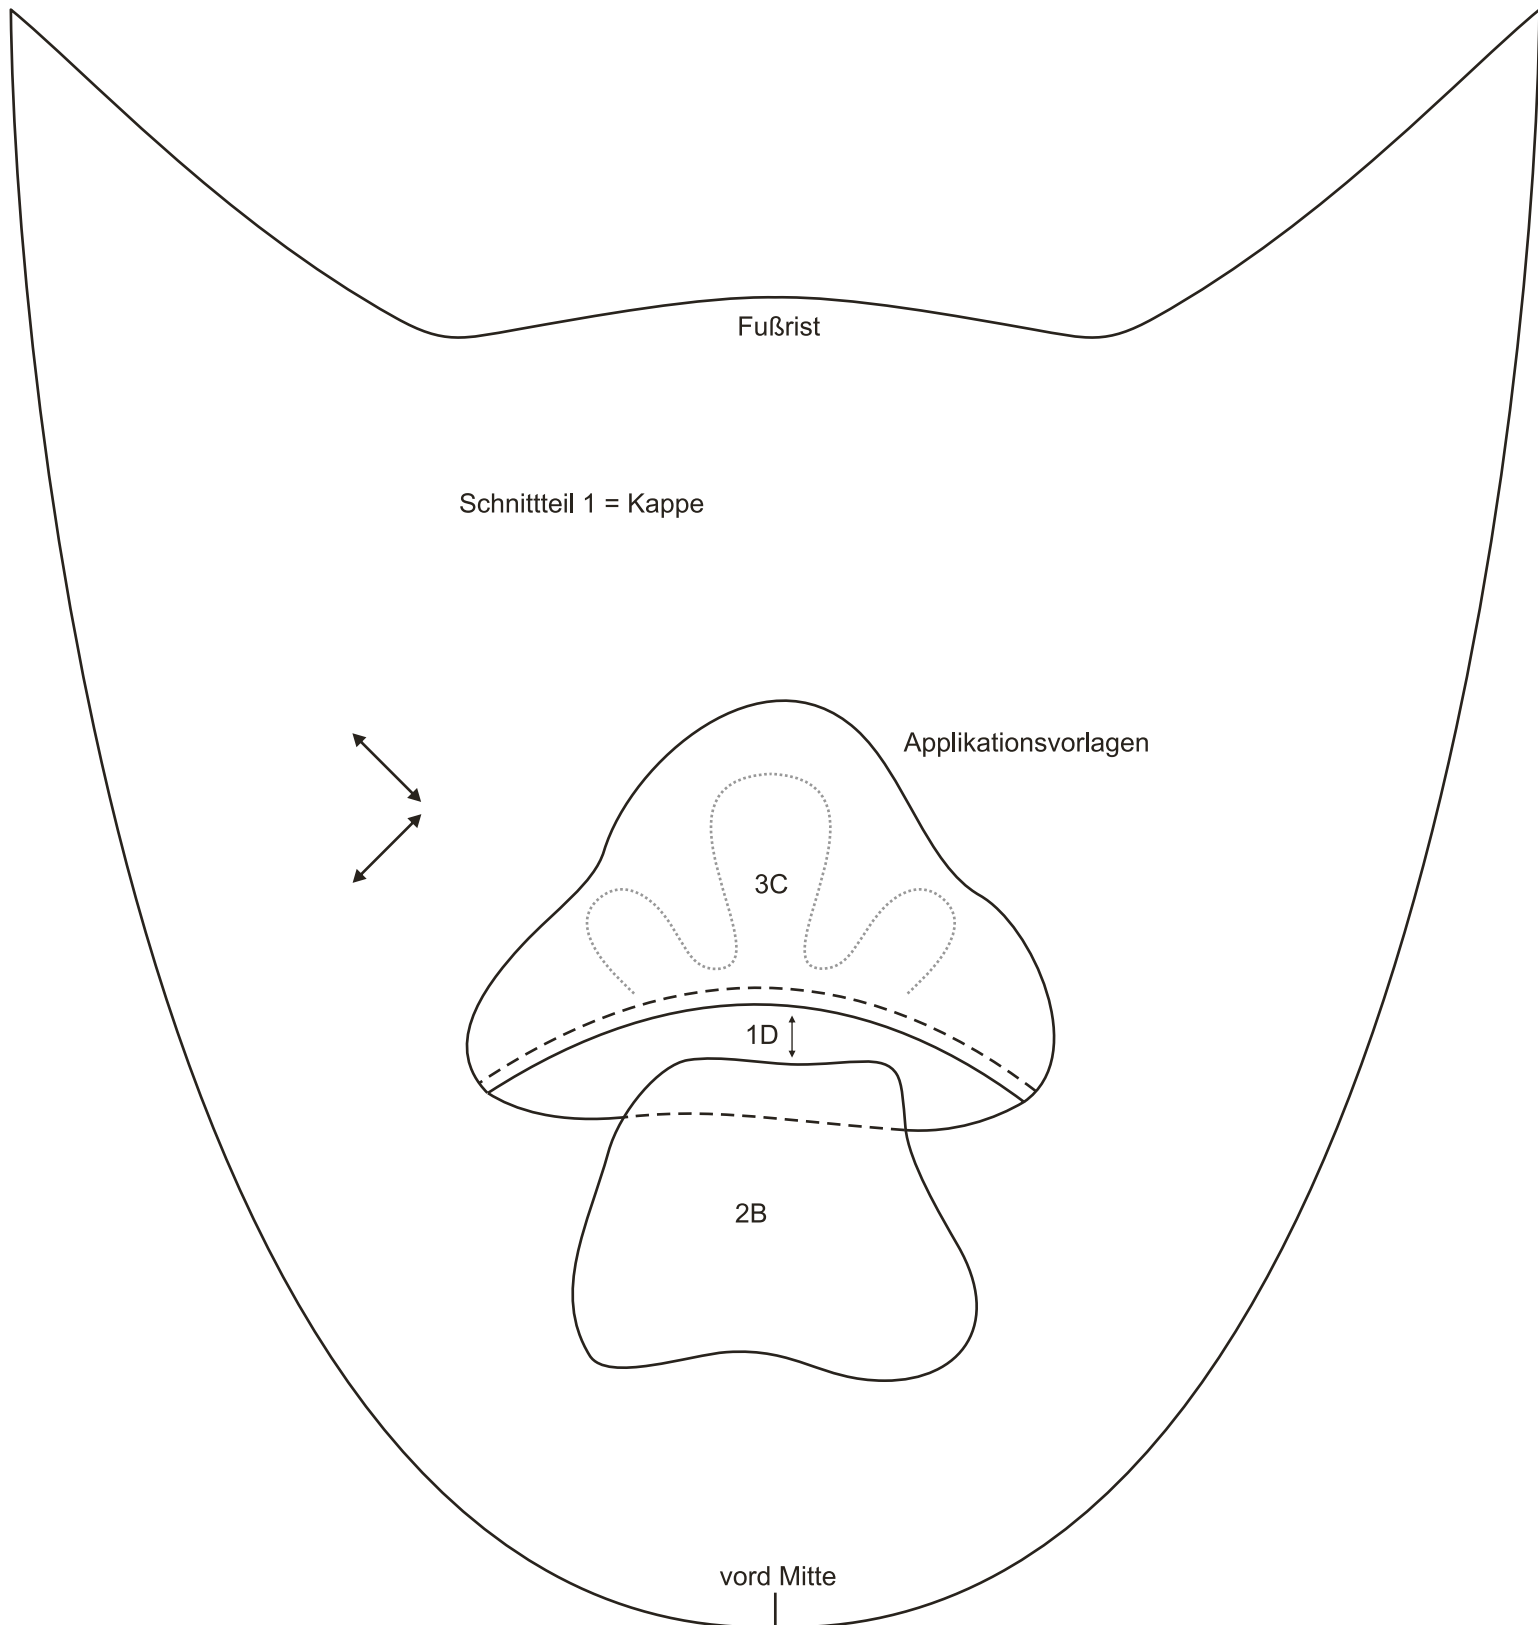 Fußrist
Schnittteil 1 = Kappe
Applikationsvorlagen
3C
1D
2B
vord Mitte